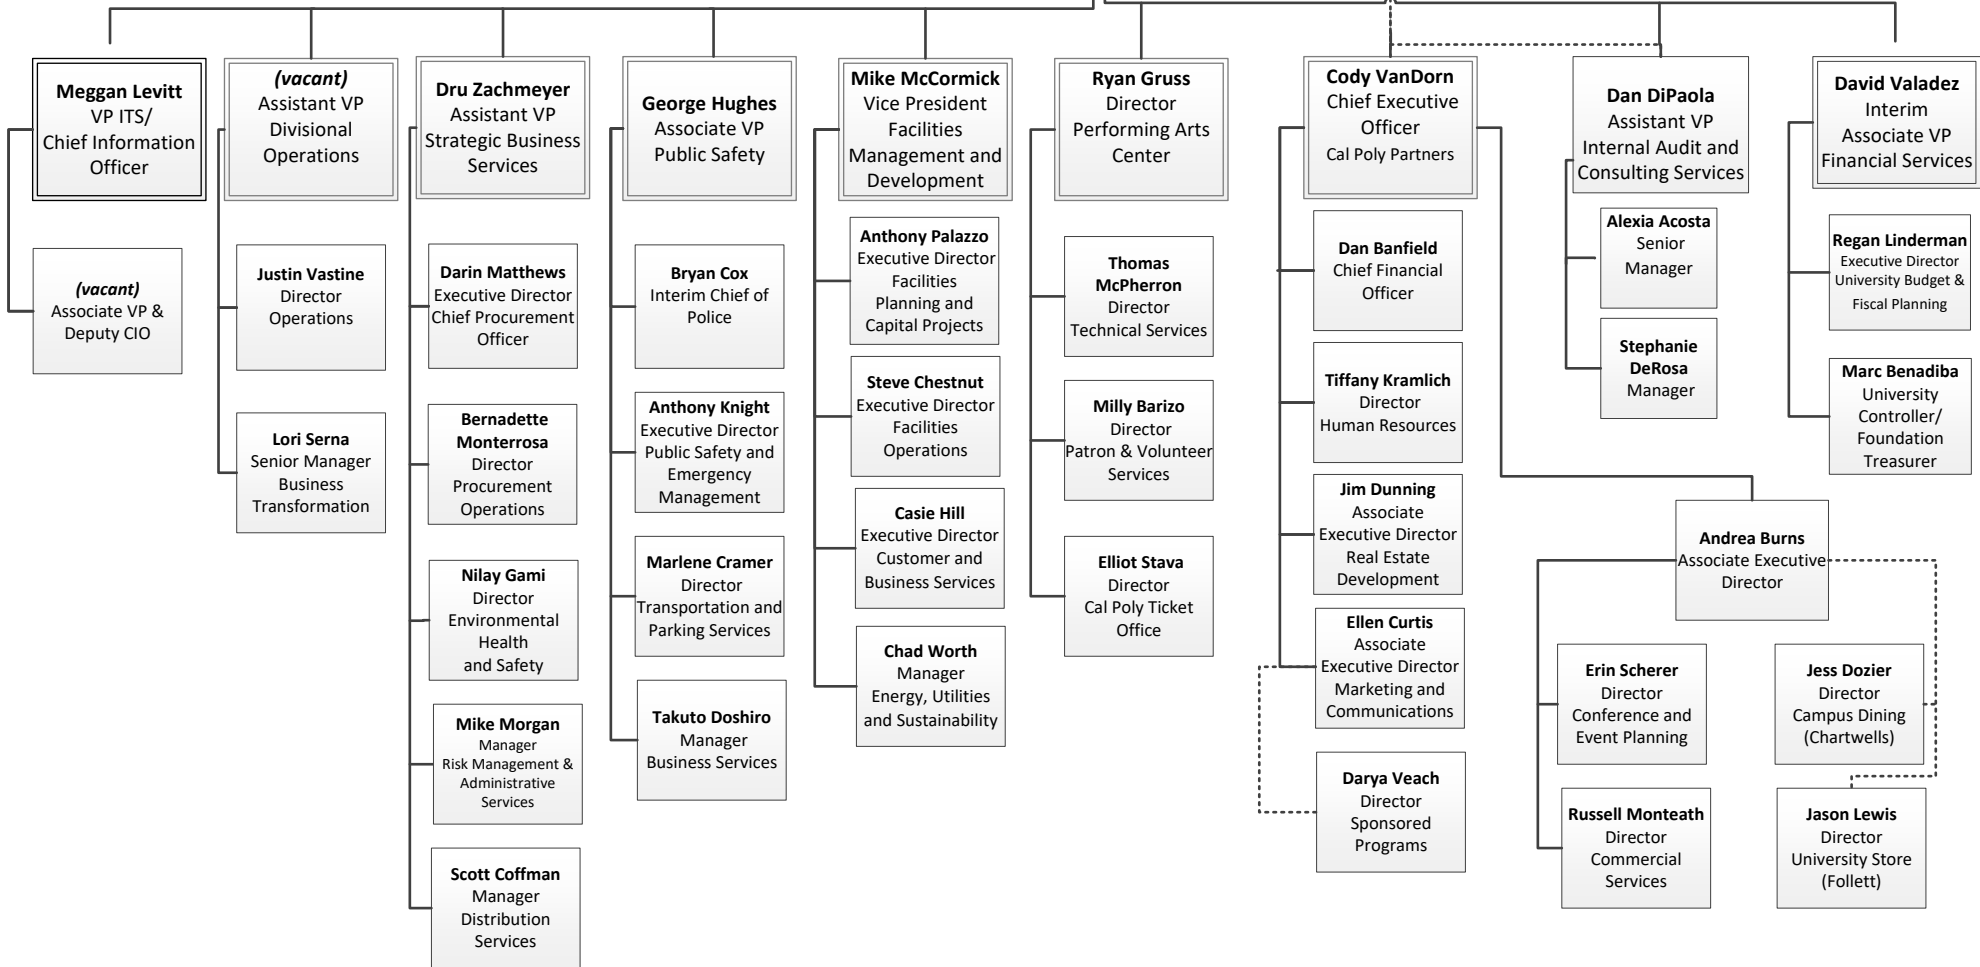 Meggan Levitt
VP ITS/
Chief Information
Officer
(vacant)
Associate VP &
Deputy CIO
(vacant)
Assistant VP
Divisional
Operations
Justin Vastine
Director
Operations
Lori Serna
Senior Manager
Business
Transformation
Dru Zachmeyer
Assistant VP
Strategic Business
Services
Darin Matthews
Executive Director
Chief Procurement
Officer
Bernadette
Monterrosa
Director
Procurement
Operations
Nilay Gami
Director
Environmental
Health
and Safety
Mike Morgan
Manager
Risk Management &
Administrative
Services
Scott Coffman
Manager
Distribution
Services
George Hughes
Associate VP
Public Safety
Bryan Cox
Interim Chief of
Police
Anthony Knight
Executive Director
Public Safety and
Emergency
Management
Marlene Cramer
Director
Transportation and
Parking Services
Takuto Doshiro
Manager
Business Services
Mike McCormick
Vice President
Facilities
Management and
Development
Anthony Palazzo
Executive Director
Facilities
Planning and
Capital Projects
Steve Chestnut
Executive Director
Facilities
Operations
Casie Hill
Executive Director
Customer and
Business Services
Chad Worth
Manager
Energy, Utilities
and Sustainability
Ryan Gruss
Director
Performing Arts
Center
Thomas
McPherron
Director
Technical Services
Milly Barizo
Director
Patron & Volunteer
Services
Elliot Stava
Director
Cal Poly Ticket
Office
Cody VanDorn
Chief Executive
Officer
Cal Poly Partners
Dan Banfield
Chief Financial
Officer
Tiffany Kramlich
Director
Human Resources
Jim Dunning
Associate
Executive Director
Real Estate
Development
Ellen Curtis
Associate
Executive Director
Marketing and
Communications
Darya Veach
Director
Sponsored
Programs
Andrea Burns
Associate Executive
Director
Erin Scherer
Director
Conference and
Event Planning
Russell Monteath
Director
Commercial
Services
Jess Dozier
Director
Campus Dining
(Chartwells)
Jason Lewis
Director
University Store
(Follett)
Dan DiPaola
Assistant VP
Internal Audit and
Consulting Services
Alexia Acosta
Senior
Manager
Stephanie
DeRosa
Manager
David Valadez
Interim
Associate VP
Financial Services
Regan Linderman
Executive Director
University Budget &
Fiscal Planning
Marc Benadiba
University
Controller/
Foundation
Treasurer